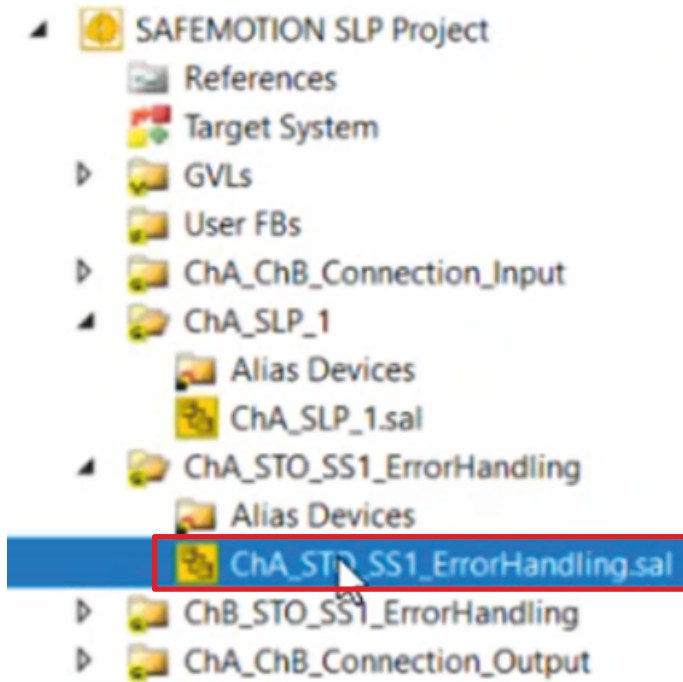 SAFEMOTION SLP Project
References
Target System
GVLs
User FBs
ChA_ChB_Connection_Input
ChA_SLP_1
Alias Devices
ChA_SLP_1.sal
ChA_STO_SS1_ErrorHandling
Alias Devices
ChA_STO_SS1_ErrorHandling.sal
ChB_STO_SS1_ErrorHandling
ChA_ChB_Connection_Output